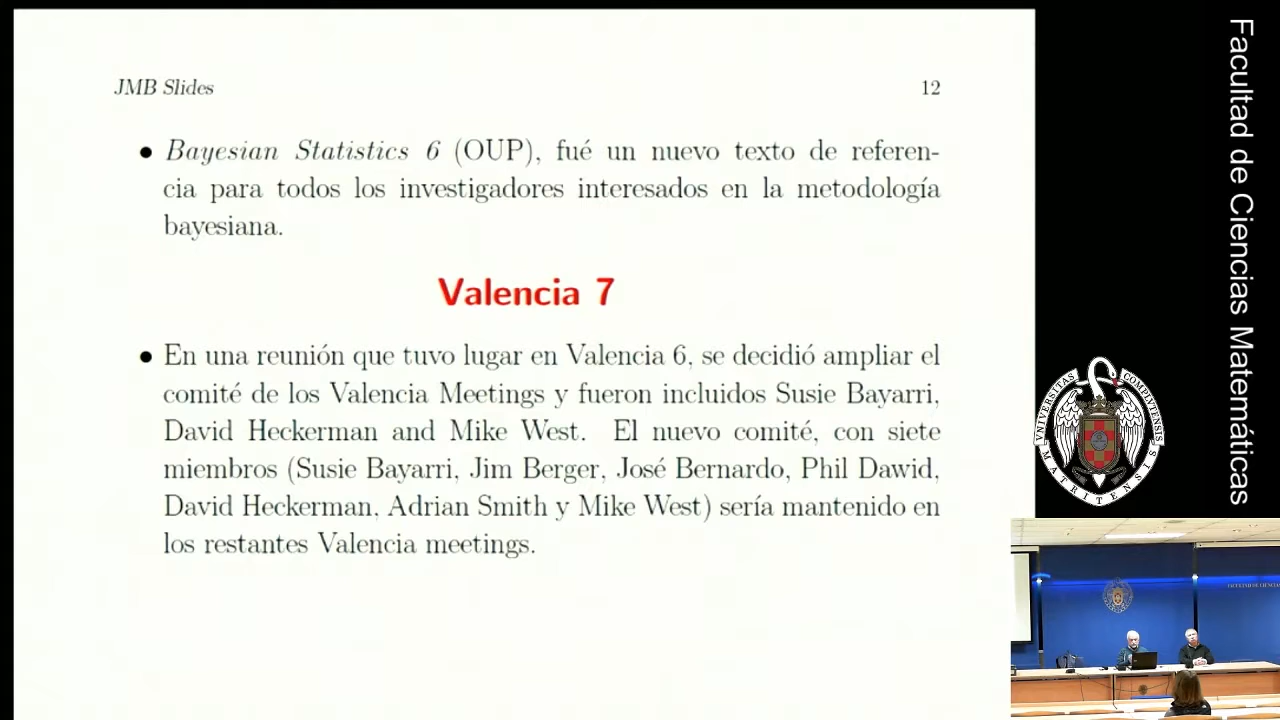 JMB Slides 12
• Bayesian Statistics 6 (OUP), fué un nuevo texto de referen-
cia para todos los investigadores interesados en la metodología
bayesiana.
Valencia 7
• En una reunión que tuvo lugar en Valencia 6, se decidió ampliar el
comité de los Valencia Meetings y fueron incluidos Susie Bayarri,
David Heckerman and Mike West. El nuevo comité, con siete
miembros (Susie Bayarri, Jim Berger, José Bernardo, Phil Dawid,
David Heckerman, Adrian Smith y Mike West) sería mantenido en
los restantes Valencia meetings.
Facultad de Ciencias Matemáticas
VNIVERSITAS COMPLVTENSIS
MATRITENSIS